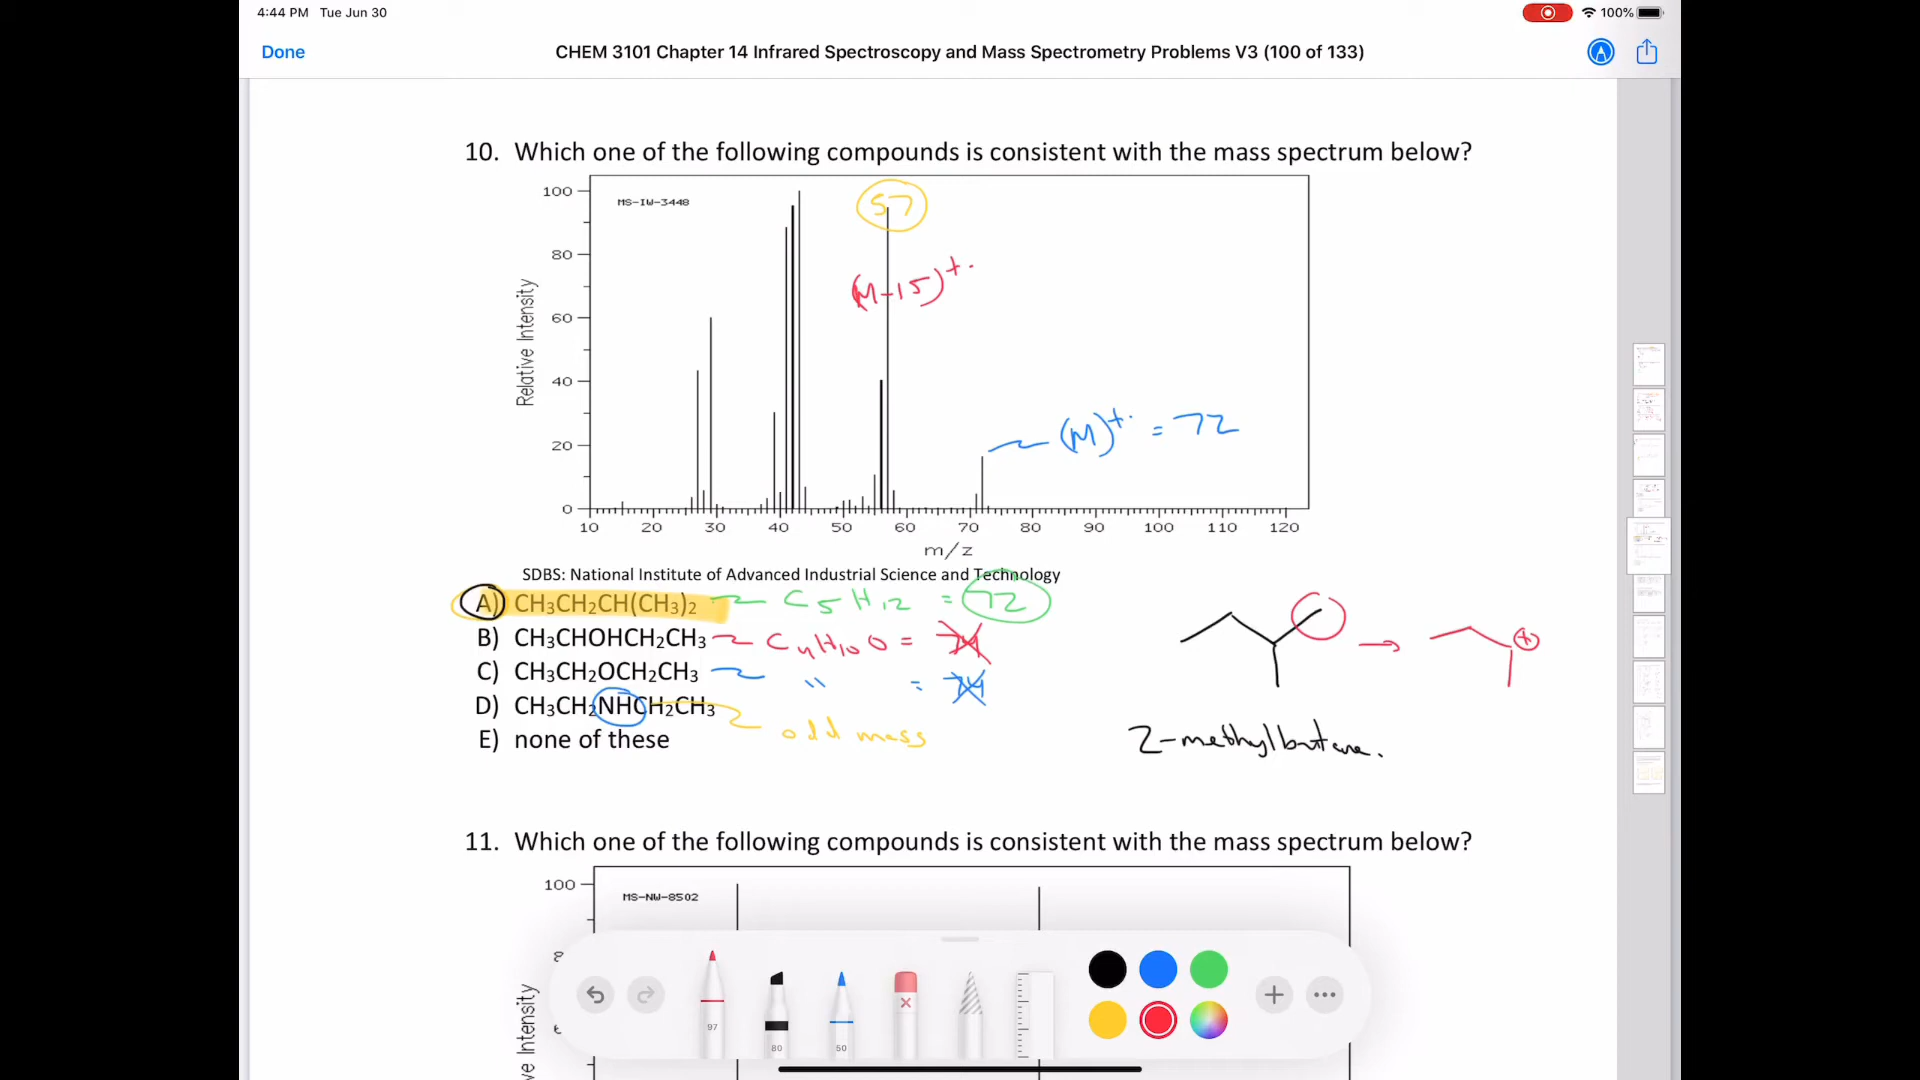 4:44 PM Tue Jun 30
100%
Done
CHEM 3101 Chapter 14 Infrared Spectroscopy and Mass Spectrometry Problems V3 (100 of 133)
10. Which one of the following compounds is consistent with the mass spectrum below?
MS-IW-3448
57
(M-15)+.
(M)+. = 72
Relative Intensity
100
80
60
40
20
0
10 20 30 40 50 60 70 80 90 100 110 120
m/z
SDBS: National Institute of Advanced Industrial Science and Technology
A) CH3CH2CH(CH3)2 C5H12 = 72
B) CH3CHOHCH2CH3 C4H10O = 74
C) CH3CH2OCH2CH3 " = 74
D) CH3CH2NHCH2CH3 odd mass
E) none of these
+
2-methylbutane.
11. Which one of the following compounds is consistent with the mass spectrum below?
100
MS-NW-8502
ve Intensity
97
80
50